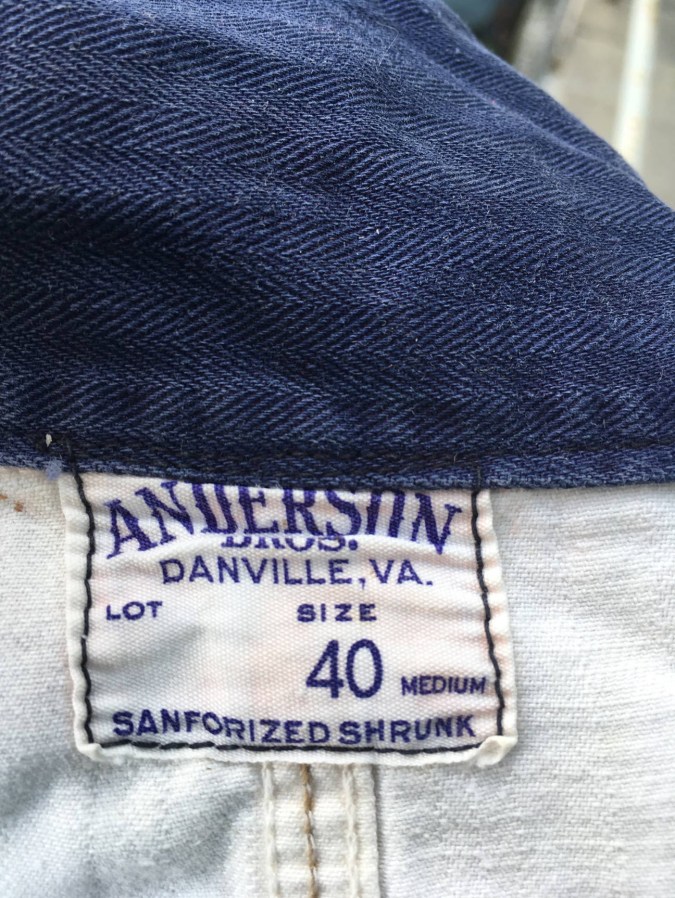 ANDERSON
BROS.
DANVILLE, VA.
LOT SIZE
40 MEDIUM
SANFORIZED SHRUNK